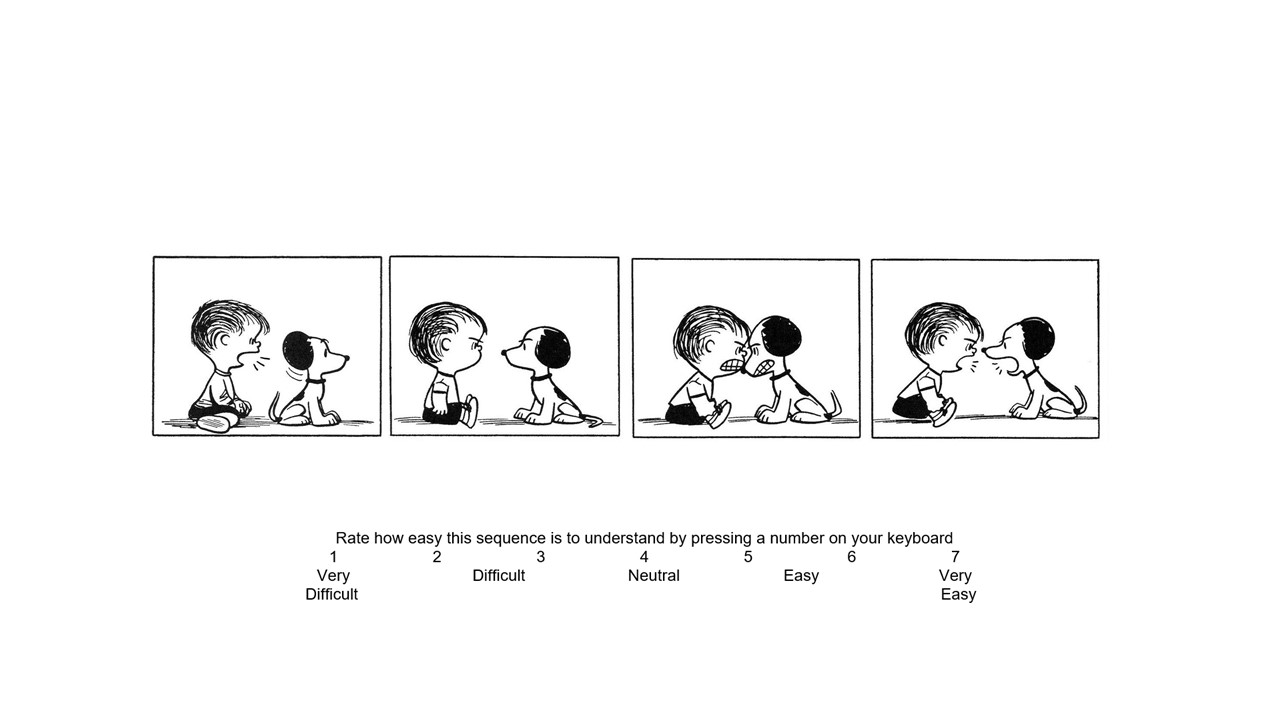 Rate how easy this sequence is to understand by pressing a number on your keyboard
1 2 3 4 5 6 7
Very Difficult Neutral Easy Very
Difficult Easy